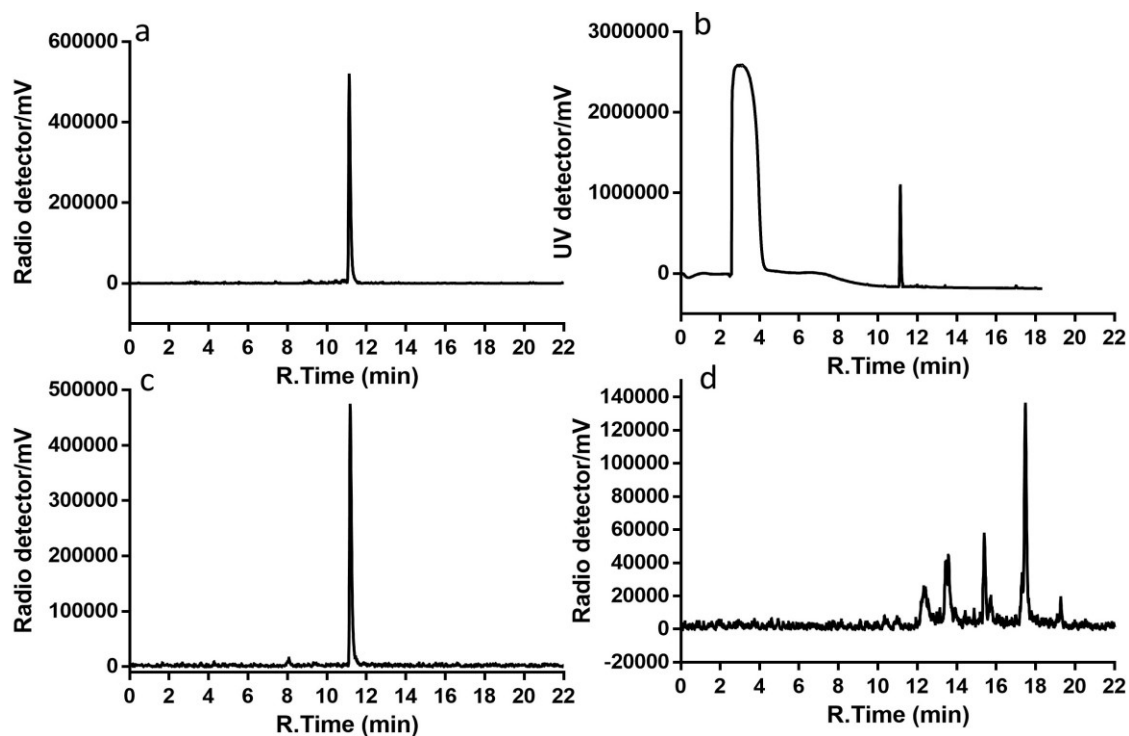 a
600000
400000
200000
0
Radio detector/mV
0 2 4 6 8 10 12 14 16 18 20 22
R.Time (min)
b
3000000
2000000
1000000
0
UV detector/mV
0 2 4 6 8 10 12 14 16 18 20 22
R.Time (min)
c
500000
400000
300000
200000
100000
0
Radio detector/mV
0 2 4 6 8 10 12 14 16 18 20 22
R.Time (min)
d
140000
120000
100000
80000
60000
40000
20000
0
-20000
Radio detector/mV
0 2 4 6 8 10 12 14 16 18 20 22
R.Time (min)